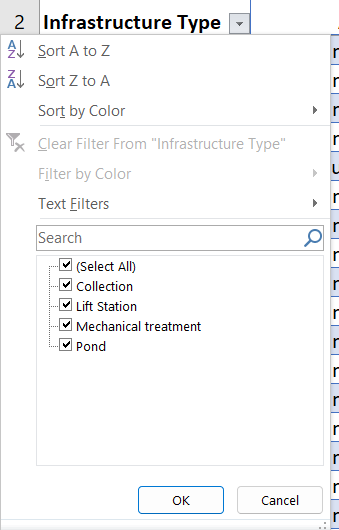 2 Infrastructure Type
Sort A to Z
Sort Z to A
Sort by Color
Clear Filter From "Infrastructure Type"
Filter by Color
Text Filters
Search
(Select All)
Collection
Lift Station
Mechanical treatment
Pond
OK Cancel